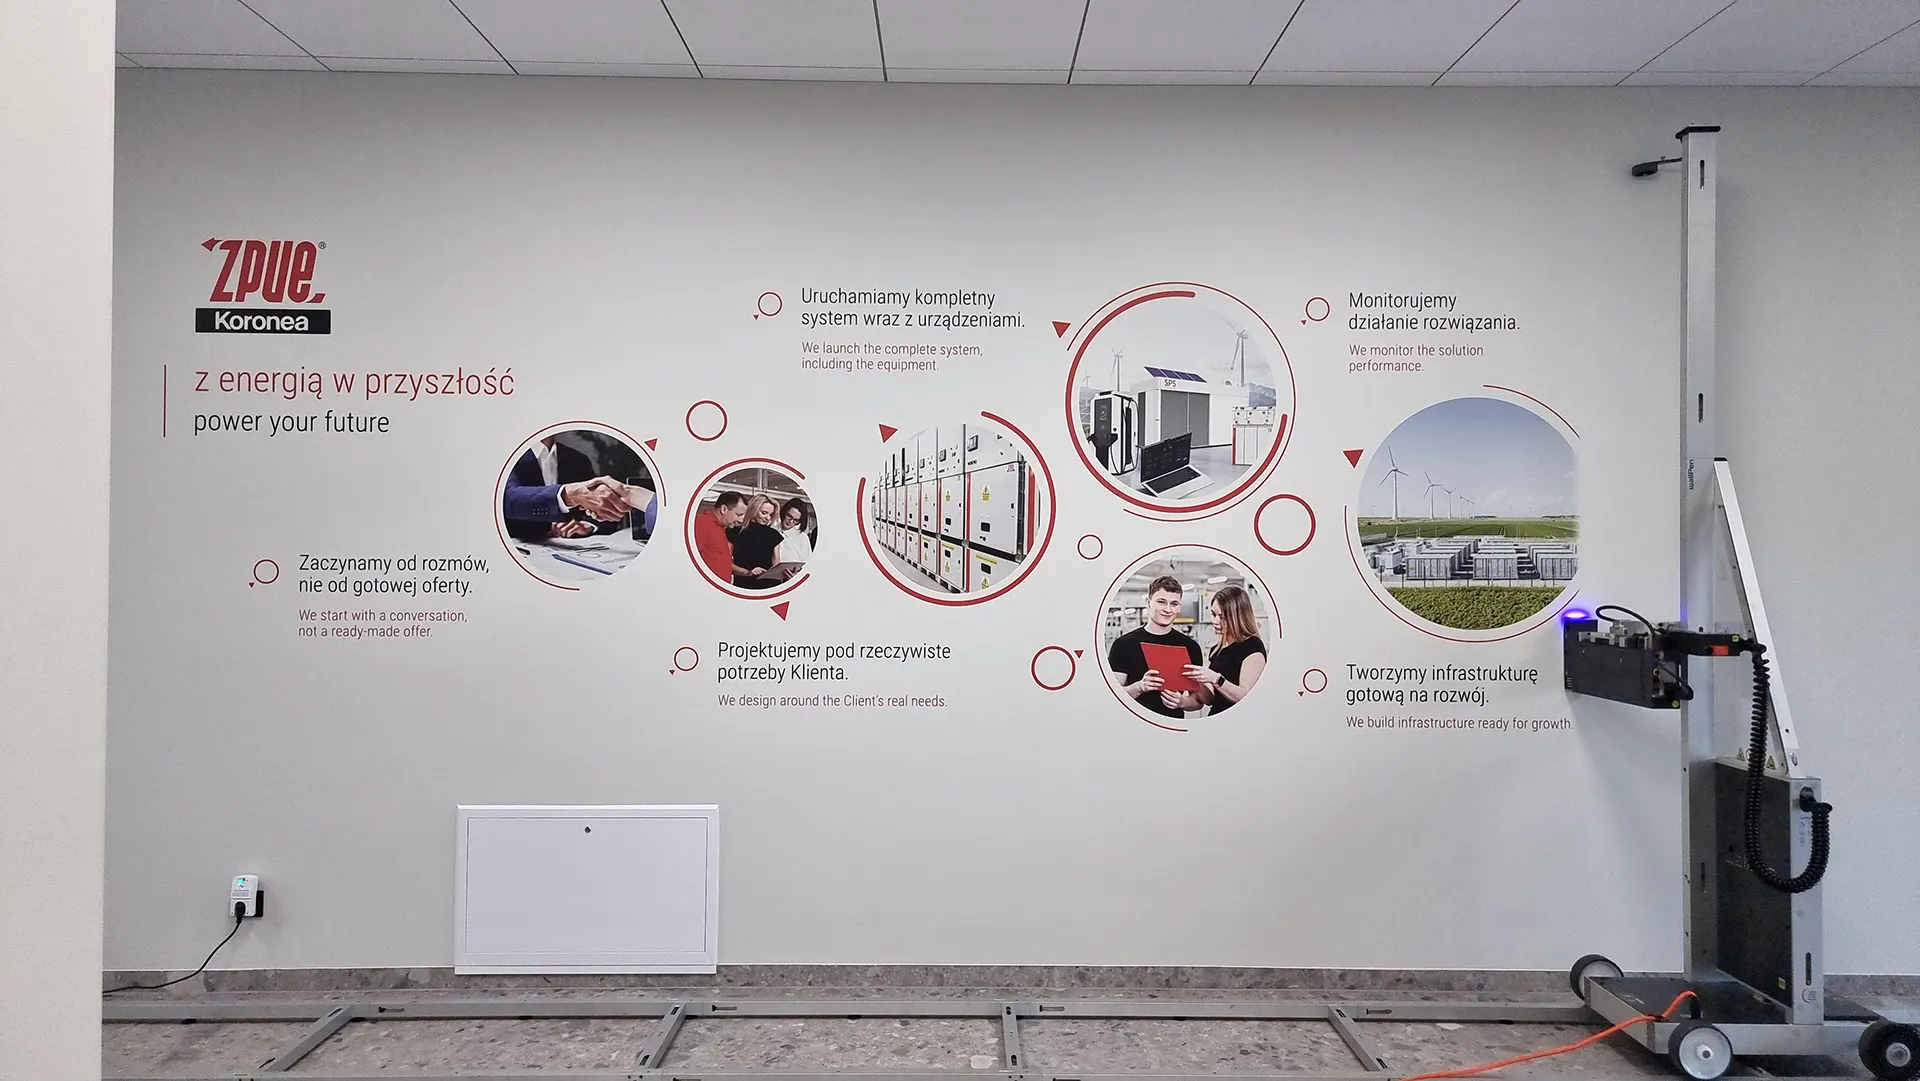 ZPUE®
Koronea
z energią w przyszłość
power your future
Zaczynamy od rozmów,
nie od gotowej oferty.
We start with a conversation,
not a ready-made offer.
Projektujemy pod rzeczywiste
potrzeby Klienta.
We design around the Client's real needs.
Uruchamiamy kompletny
system wraz z urządzeniami.
We launch the complete system,
including the equipment.
SPS
Monitorujemy
działanie rozwiązania.
We monitor the solution
performance.
Tworzymy infrastrukturę
gotową na rozwój.
We build infrastructure ready for growth.
wallPen